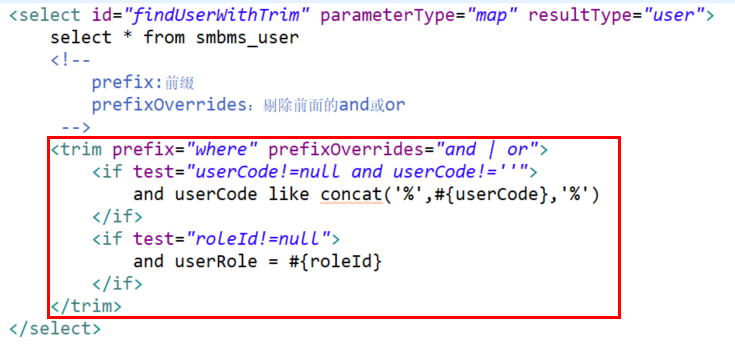 <select id="findUserWithTrim" parameterType="map" resultType="user">
select * from smbms_user
<!--
prefix:前缀
prefixOverrides：剔除前面的and或or
-->
<trim prefix="where" prefixOverrides="and | or">
<if test="userCode!=null and userCode!=''">
and userCode like concat('%',#{userCode},'%')
</if>
<if test="roleId!=null">
and userRole = #{roleId}
</if>
</trim>
</select>